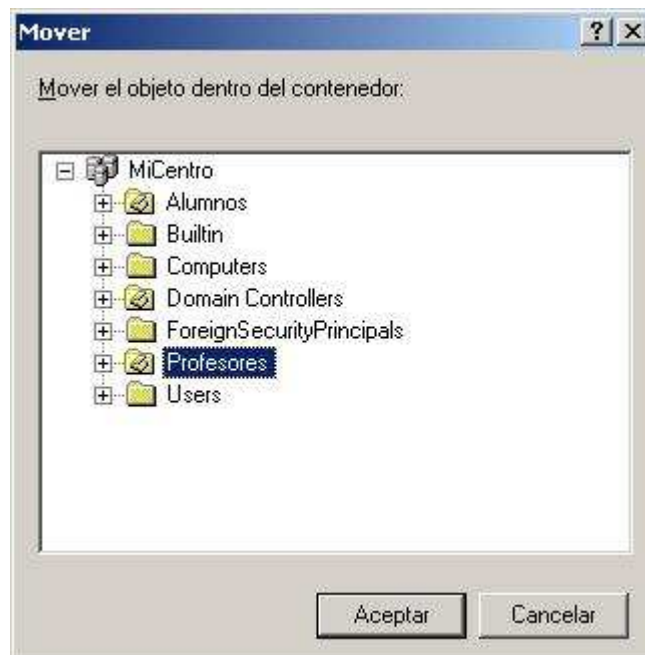 Mover
Mover el objeto dentro del contenedor:
MiCentro
Alumnos
Builtin
Computers
Domain Controllers
ForeignSecurityPrincipals
Profesores
Users
Aceptar
Cancelar